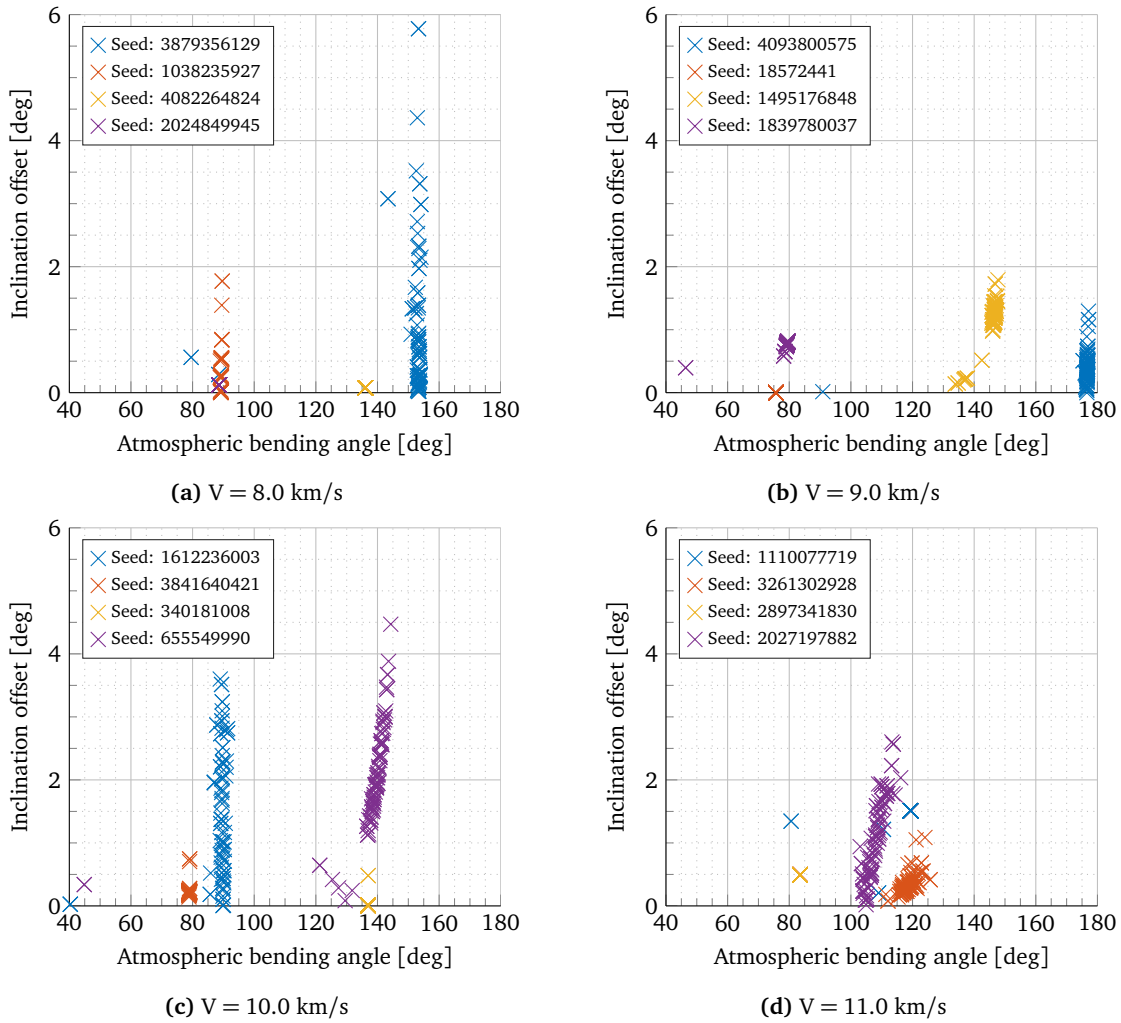 6
4
2
0
Inclination offset [deg]
Seed: 3879356129
Seed: 1038235927
Seed: 4082264824
Seed: 2024849945
40 60 80 100 120 140 160 180
Atmospheric bending angle [deg]
(a) V = 8.0 km/s
6
4
2
0
Inclination offset [deg]
Seed: 4093800575
Seed: 18572441
Seed: 1495176848
Seed: 1839780037
40 60 80 100 120 140 160 180
Atmospheric bending angle [deg]
(b) V = 9.0 km/s
6
4
2
0
Inclination offset [deg]
Seed: 1612236003
Seed: 3841640421
Seed: 340181008
Seed: 655549990
40 60 80 100 120 140 160 180
Atmospheric bending angle [deg]
(c) V = 10.0 km/s
6
4
2
0
Inclination offset [deg]
Seed: 1110077719
Seed: 3261302928
Seed: 2897341830
Seed: 2027197882
40 60 80 100 120 140 160 180
Atmospheric bending angle [deg]
(d) V = 11.0 km/s